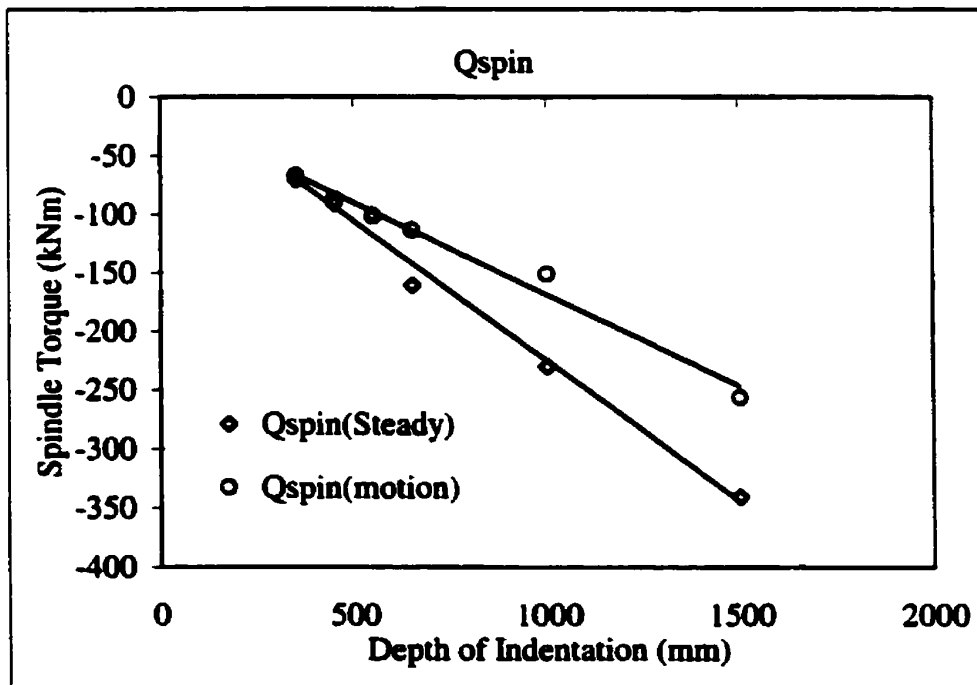 Qspin
0
-50
-100
-150
-200
-250
-300
-350
-400
Spindle Torque (kNm)
Qspin(Steady)
Qspin(motion)
0 500 1000 1500 2000
Depth of Indentation (mm)